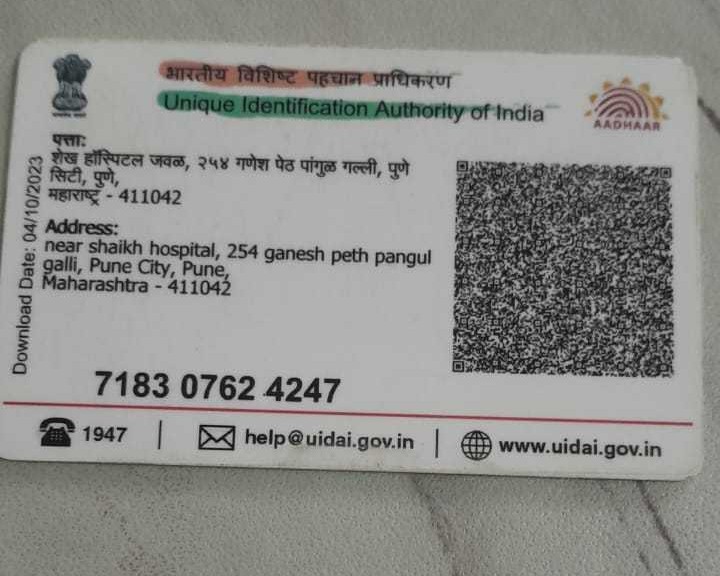 भारतीय विशिष्ट पहचान प्राधिकरण
Unique Identification Authority of India
AADHAAR
पत्ता:
शेख हॉस्पिटल जवळ, २५४ गणेश पेठ पांगुळ गल्ली, पुणे
सिटी, पुणे,
महाराष्ट्र - 411042
Address:
near shaikh hospital, 254 ganesh peth pangul
galli, Pune City, Pune,
Maharashtra - 411042
Download Date: 04/10/2023
7183 0762 4247
1947
help@uidai.gov.in
www.uidai.gov.in